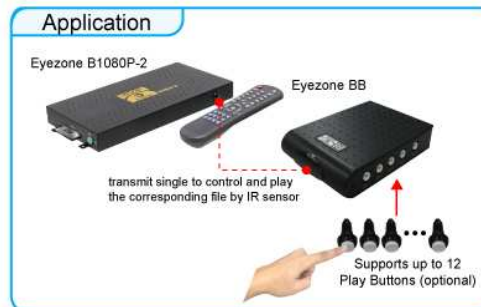 Application
Eyezone B1080P-2
Eyezone BB
transmit single to control and play
the corresponding file by IR sensor
Supports up to 12
Play Buttons (optional)